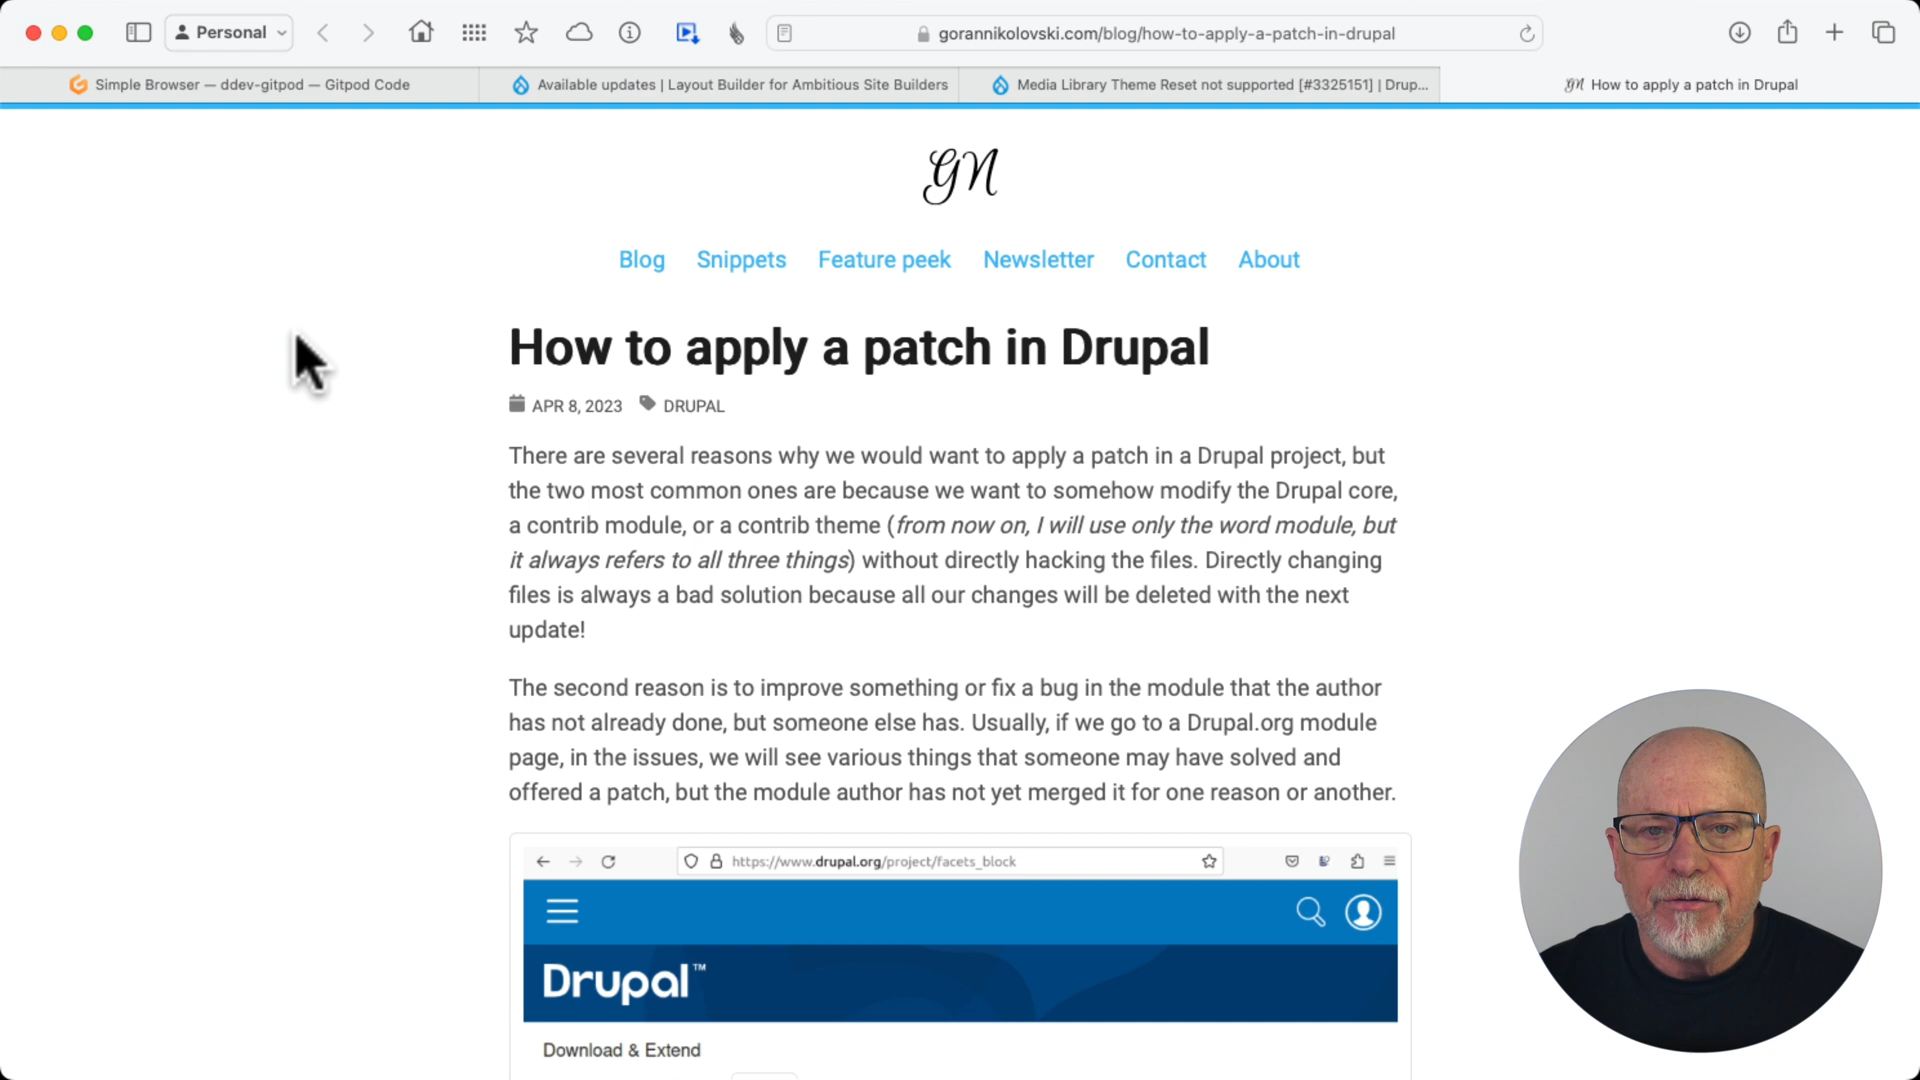 Personal
gorannikolovski.com/blog/how-to-apply-a-patch-in-drupal
Simple Browser — ddev-gitpod — Gitpod Code
Available updates | Layout Builder for Ambitious Site Builders
Media Library Theme Reset not supported [#3325151] | Drup...
GN How to apply a patch in Drupal
GN
Blog Snippets Feature peek Newsletter Contact About
How to apply a patch in Drupal
APR 8, 2023 DRUPAL
There are several reasons why we would want to apply a patch in a Drupal project, but
the two most common ones are because we want to somehow modify the Drupal core,
a contrib module, or a contrib theme (from now on, I will use only the word module, but
it always refers to all three things) without directly hacking the files. Directly changing
files is always a bad solution because all our changes will be deleted with the next
update!
The second reason is to improve something or fix a bug in the module that the author
has not already done, but someone else has. Usually, if we go to a Drupal.org module
page, in the issues, we will see various things that someone may have solved and
offered a patch, but the module author has not yet merged it for one reason or another.
https://www.drupal.org/project/facets_block
Drupal™
Download & Extend